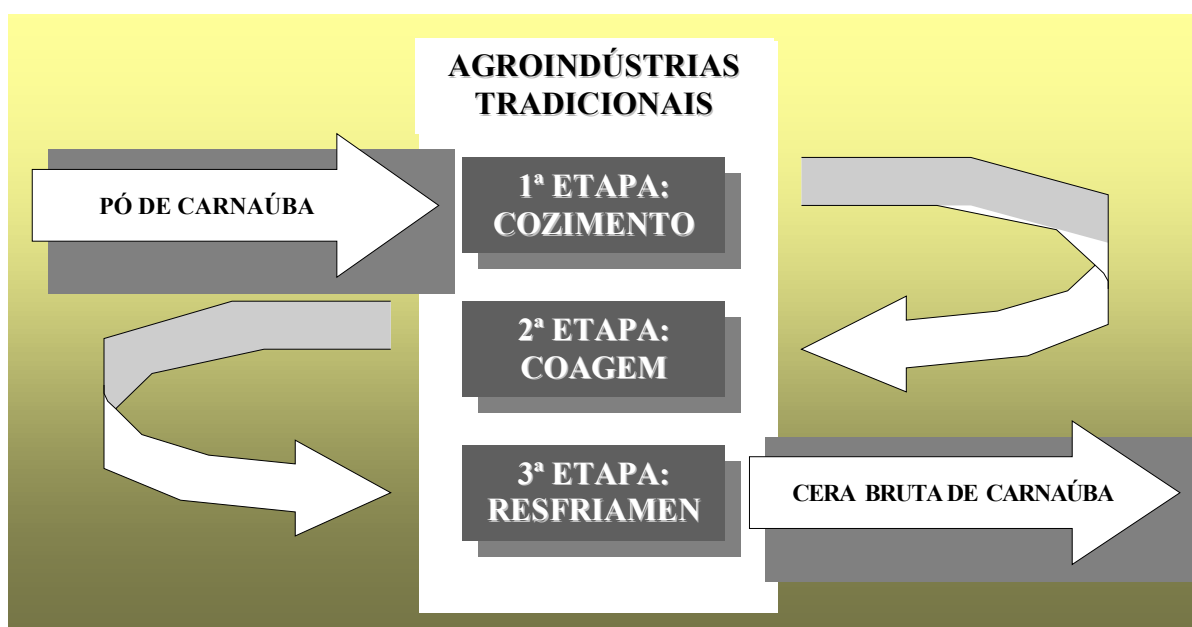 AGROINDÚSTRIAS
TRADICIONAIS
PÓ DE CARNAÚBA
1ª ETAPA:
COZIMENTO
2ª ETAPA:
COAGEM
3ª ETAPA:
RESFRIAMEN
CERA BRUTA DE CARNAÚBA